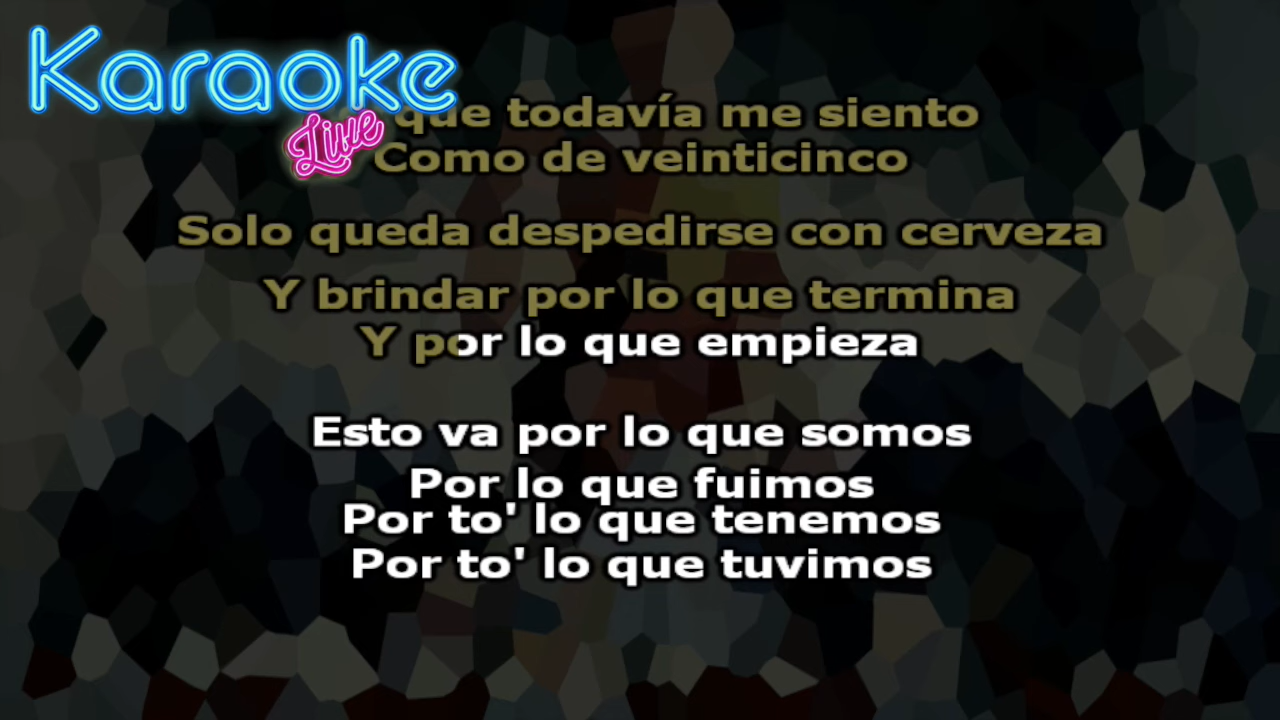 Karaoke
Live
que todavía me siento
Como de veinticinco
Solo queda despedirse con cerveza
Y brindar por lo que termina
Y por lo que empieza
Esto va por lo que somos
Por lo que fuimos
Por to' lo que tenemos
Por to' lo que tuvimos